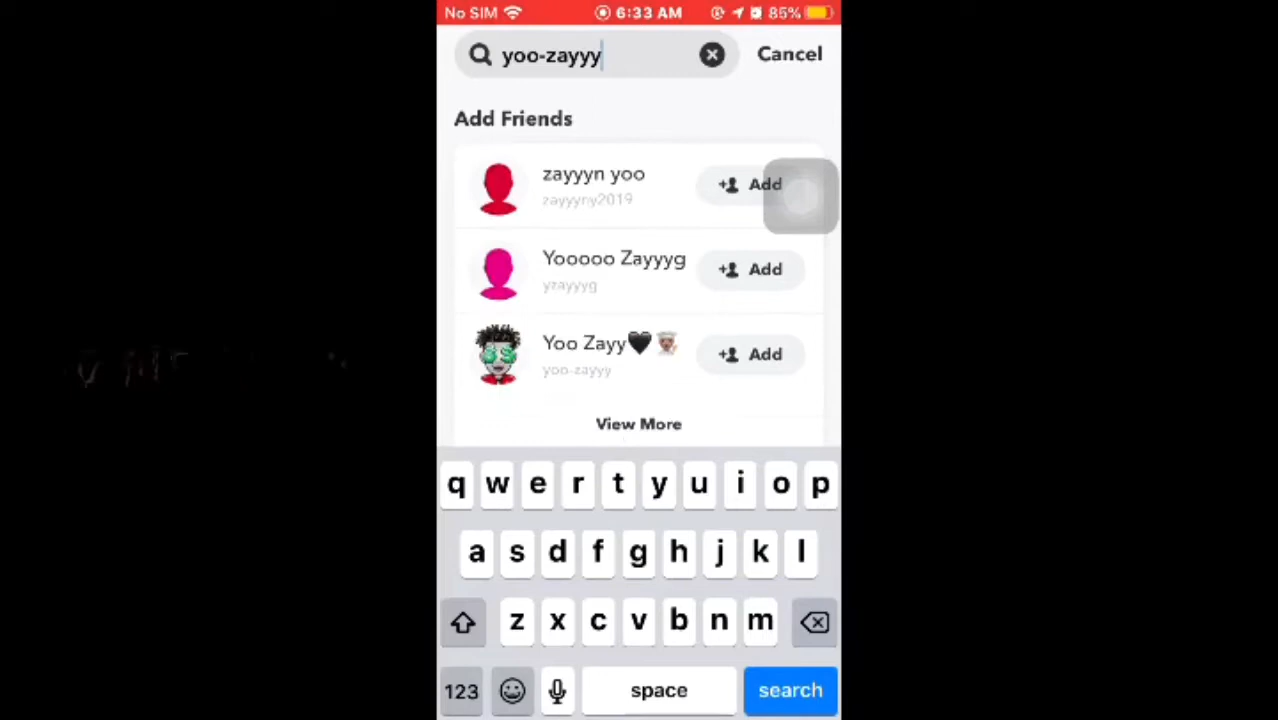 No SIM 6:33 AM 85%
yoo-zayyy Cancel
Add Friends
zayyyn yoo
zayyyny2019
Add
Yooooo Zayyyg
yzayyyg
Add
Yoo Zayy🖤👨🏽‍🍳
yoo-zayyy
Add
View More
q w e r t y u i o p
a s d f g h j k l
z x c v b n m
123 space search